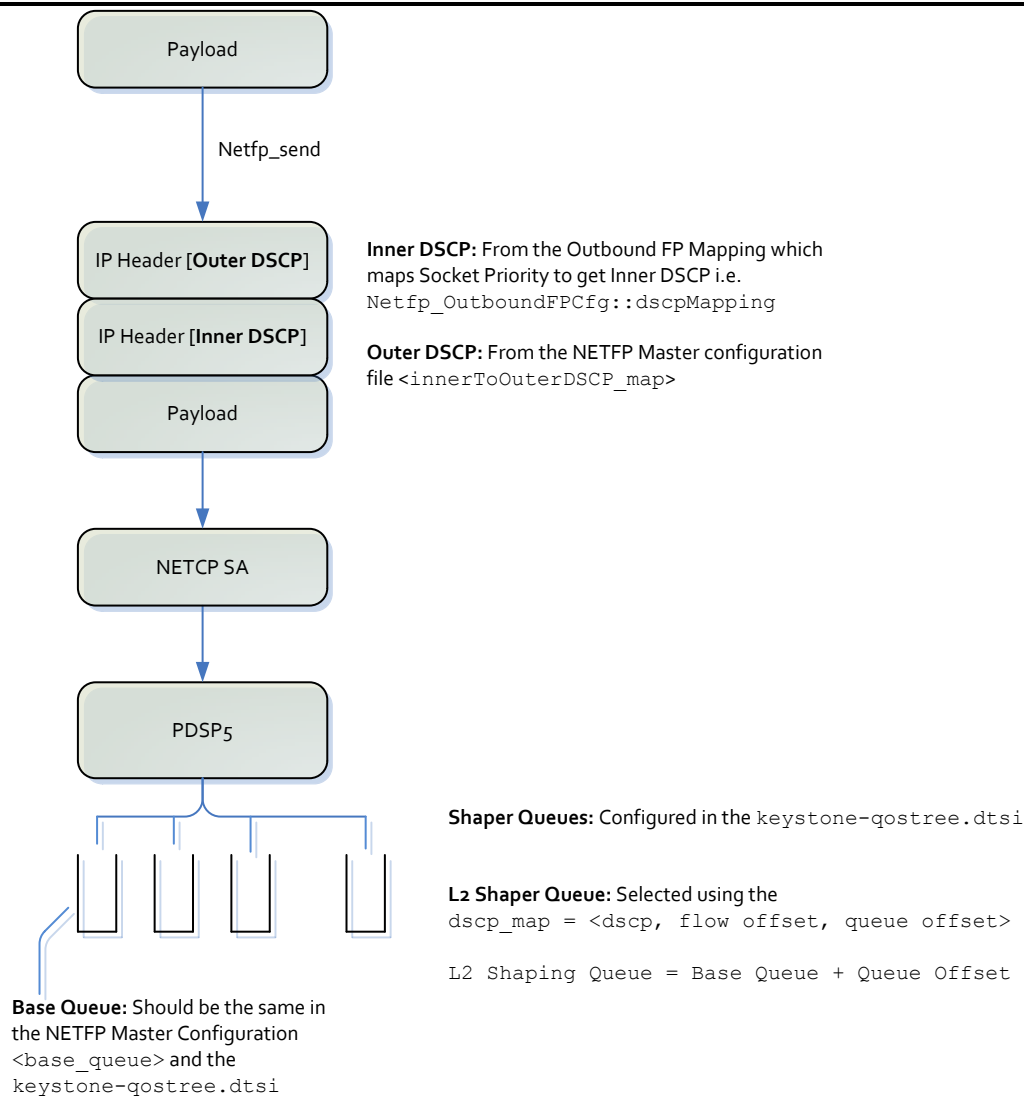 Payload
Netfp_send
IP Header [Outer DSCP]
IP Header [Inner DSCP]
Payload
Inner DSCP: From the Outbound FP Mapping which
maps Socket Priority to get Inner DSCP i.e.
Netfp_OutboundFPCfg::dscpMapping
Outer DSCP: From the NETFP Master configuration
file <innerToOuterDSCP_map>
NETCP SA
PDSP5
Shaper Queues: Configured in the keystone-qostree.dtsi
L2 Shaper Queue: Selected using the
dscp_map = <dscp, flow offset, queue offset>
L2 Shaping Queue = Base Queue + Queue Offset
Base Queue: Should be the same in
the NETFP Master Configuration
<base_queue> and the
keystone-qostree.dtsi